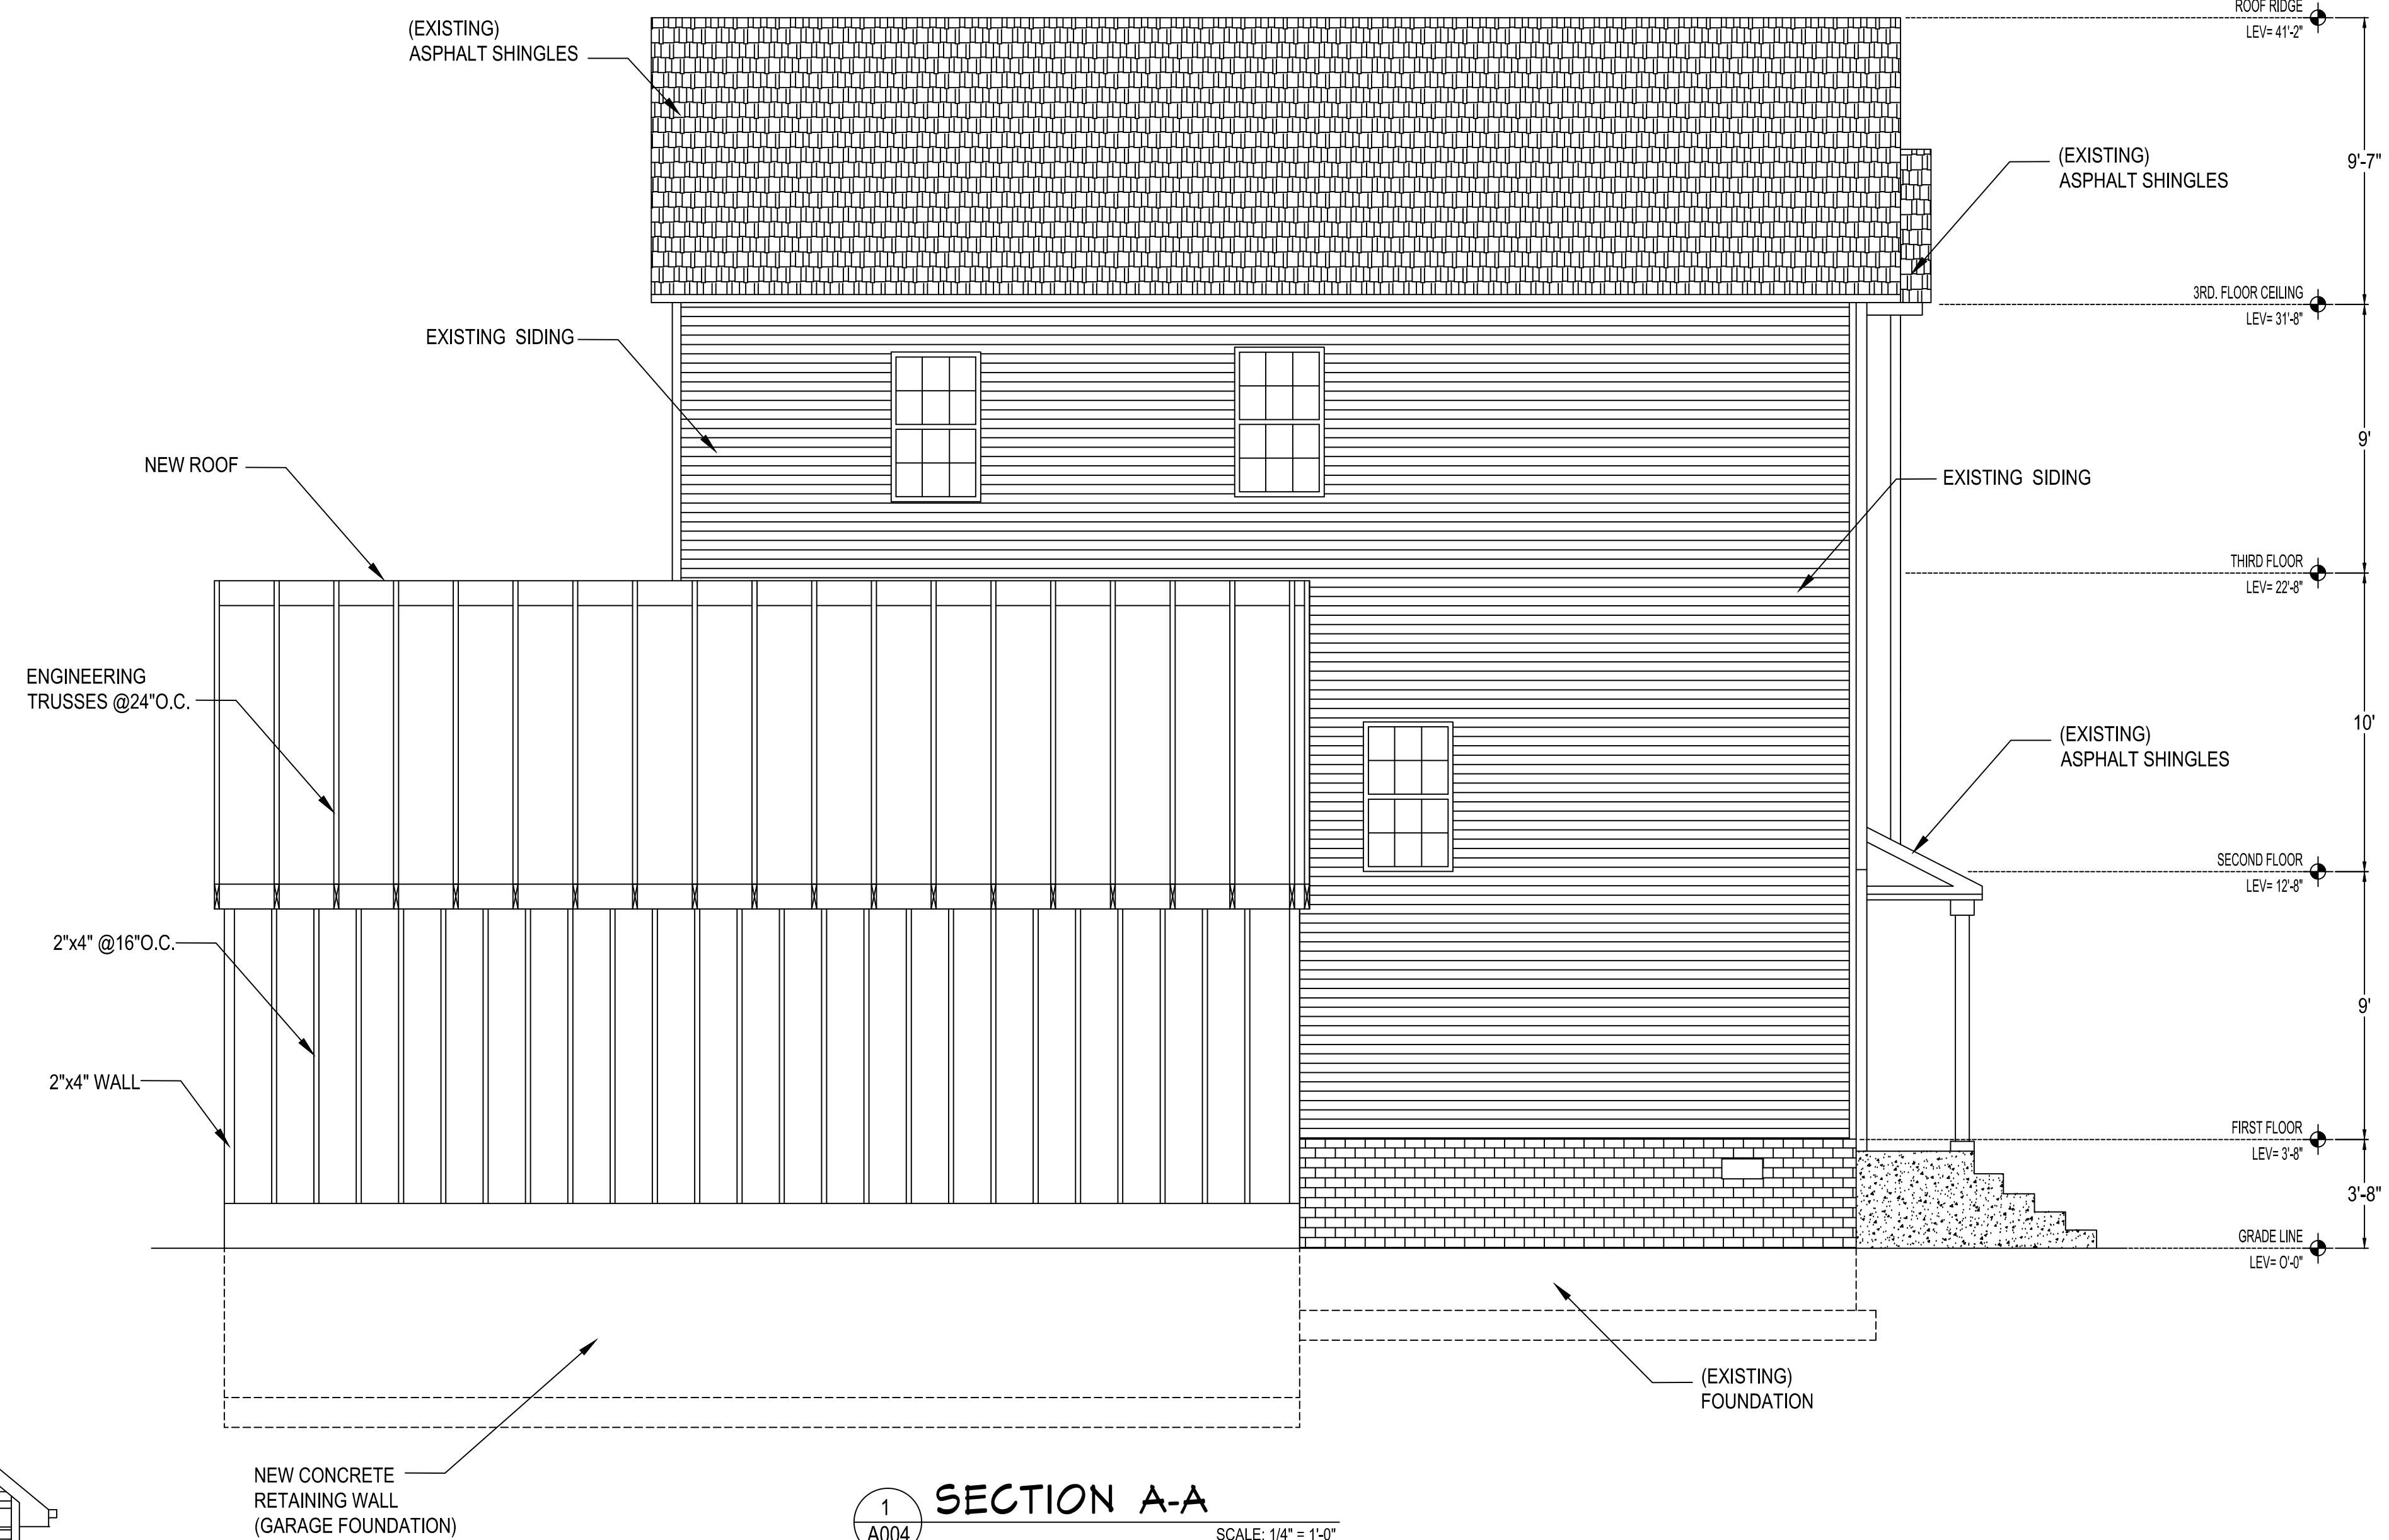 (EXISTING)
ASPHALT SHINGLES
ROOF RIDGE
LEV= 41'-2"
9'-7"
(EXISTING)
ASPHALT SHINGLES
3RD. FLOOR CEILING
LEV= 31'-8"
EXISTING SIDING
9'
NEW ROOF
EXISTING SIDING
THIRD FLOOR
LEV= 22'-8"
ENGINEERING
TRUSSES @24"O.C.
10'
(EXISTING)
ASPHALT SHINGLES
SECOND FLOOR
LEV= 12'-8"
2"x4" @16"O.C.
9'
2"x4" WALL
FIRST FLOOR
LEV= 3'-8"
3'-8"
GRADE LINE
LEV= O'-0"
(EXISTING)
FOUNDATION
NEW CONCRETE
RETAINING WALL
(GARAGE FOUNDATION)
1
A004
SECTION A-A
SCALE: 1/4" = 1'-0"